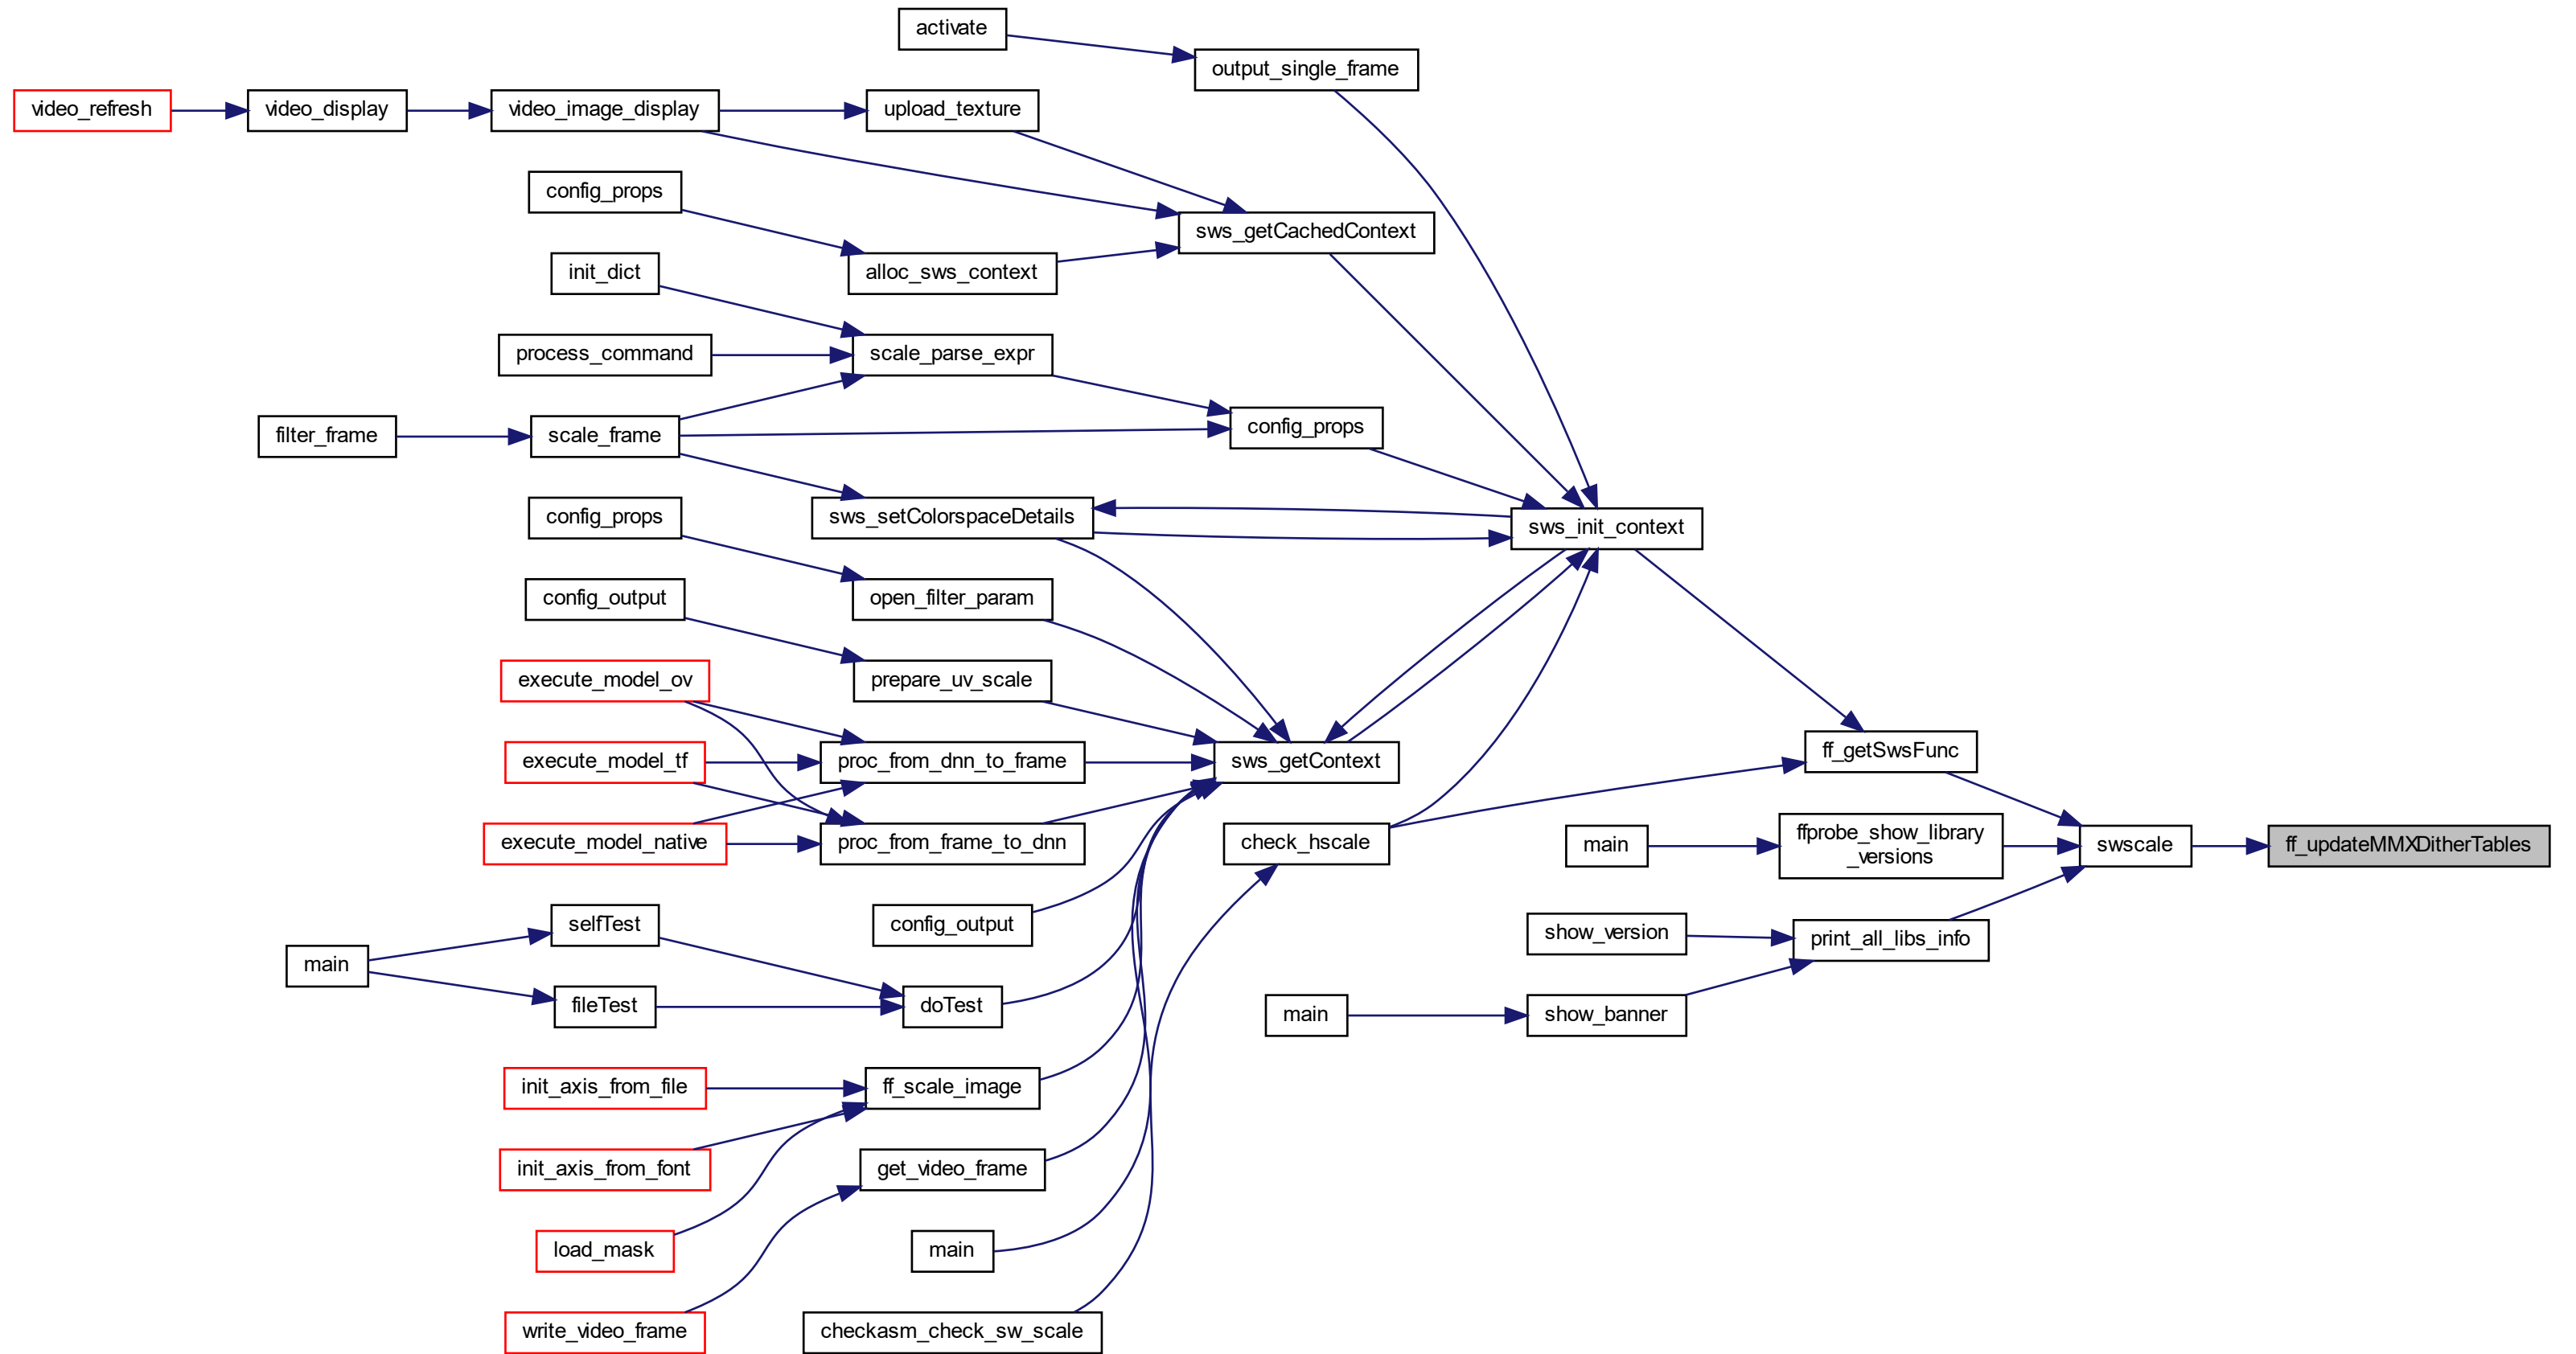 activate
output_single_frame
video_refresh
video_display
video_image_display
upload_texture
config_props
sws_getCachedContext
init_dict
alloc_sws_context
process_command
scale_parse_expr
filter_frame
scale_frame
config_props
config_props
sws_setColorspaceDetails
sws_init_context
config_output
open_filter_param
execute_model_ov
prepare_uv_scale
execute_model_tf
proc_from_dnn_to_frame
sws_getContext
ff_getSwsFunc
execute_model_native
proc_from_frame_to_dnn
check_hscale
main
ffprobe_show_library
_versions
swscale
ff_updateMMXDitherTables
selfTest
config_output
show_version
print_all_libs_info
main
fileTest
doTest
main
show_banner
init_axis_from_file
ff_scale_image
init_axis_from_font
get_video_frame
load_mask
main
write_video_frame
checkasm_check_sw_scale